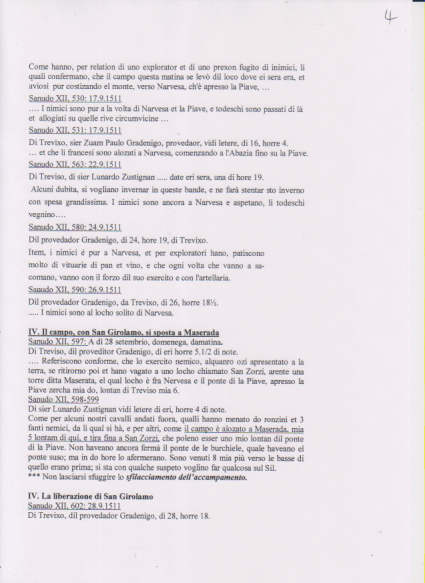 4
Come hanno, per relation di uno explorator et di uno prexon fugito di inimici, li
quali confermano, che il campo questa matina se levò dil loco dove ei sera era, et
aviosi pur costizando el monte, verso Narvesa, ch'è apresso la Piave, …
Sanudo XII, 530: 17.9.1511
…. I nimici sono pur a la volta di Narvesa et la Piave, e todeschi sono passati di là
et allogiati su quelle rive circumvicine …
Sanudo XII, 531: 17.9.1511
Di Trevixo, sier Zuam Paulo Gradenigo, provedaor, vidi letere, di 16, horre 4.
… et che li francesi sono alozati a Narvesa, comenzando a l'Abazia fino su la Piave.
Sanudo XII, 563: 22.9.1511
Di Treviso, di sier Lunardo Zustignan ..... date eri sera, una di hore 19.
Alcuni dubita, si vogliano invernar in queste bande, e ne farà stentar sto inverno
con spesa grandissima. I nimici sono ancora a Narvesa e aspetano, li todeschi
vegnino….
Sanudo XII, 580: 24.9.1511
Dil provedador Gradenigo, di 24, hore 19, di Trevixo.
Item, i nimici è pur a Narvesa, et per exploratori hano, patiscono
molto di vituarie di pan et vino, e che ogni volta che vanno a sa-
comano, vanno con il forzo dil suo exercito e con l'artellaria.
Sanudo XII, 590: 26.9.1511
Dil provedador Gradenigo, da Trevixo, di 26, horre 18½.
..... I nimici sono al locho solito di Narvesa.
IV. Il campo, con San Girolamo, si sposta a Maserada
Sanudo XII, 597: A dì 28 setembrio, domenega, damatina.
Di Treviso, dil proveditor Gradenigo, di eri horre 5.1/2 di note.
…. Referiscono conforme, che lo exercito nemico, alquanro ozi apresentato a la
terra, se ritirorno poi et hano vagato a uno locho chiamato San Zorzi, arente una
torre ditta Maserata, el qual locho è fra Nervesa e il ponte di la Piave, apresso la
Piave zercha mia do, lontan di Treviso mia 6.
Sanudo XII, 598-599
Di sier Lunardo Zustignan vidi letere di eri, horre 4 di note.
Come per alcuni nostri cavali andati fuora, qualli hanno menato do ronzini et 3
fanti nemici, da li qual si hà, e per altri, come il campo è alozato a Maserada, mia
5 lontam di qui, e tira fina a San Zorzi, che poleno esser uno mio lontan dil ponte
di la Piave. Non haveano ancora fermà il ponte de le burchiele, quale haveano el
ponte suso; ma in do hore lo afermerano. Sono venuti 8 mia più verso le basse di
quello erano prima; si sta con qualche suspeto voglino far qualcosa sul Sil.
*** Non lasciarsi sfuggire lo sfilacciamento dell'accampamento.
IV. La liberazione di San Girolamo
Sanudo XII, 602: 28.9.1511
Di Trevixo, dil provedador Gradenigo, di 28, horre 18.